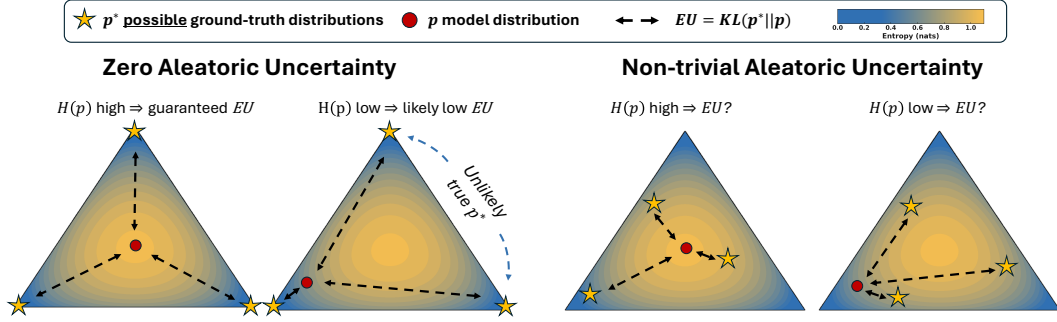 p* possible ground-truth distributions
p model distribution
EU = KL(p*||p)
0.0 0.2 0.4 0.6 0.8 1.0
Entropy (nats)
Zero Aleatoric Uncertainty
Non-trivial Aleatoric Uncertainty
H(p) high ⇒ guaranteed EU
H(p) low ⇒ likely low EU
H(p) high ⇒ EU?
H(p) low ⇒ EU?
Unlikely
true p*